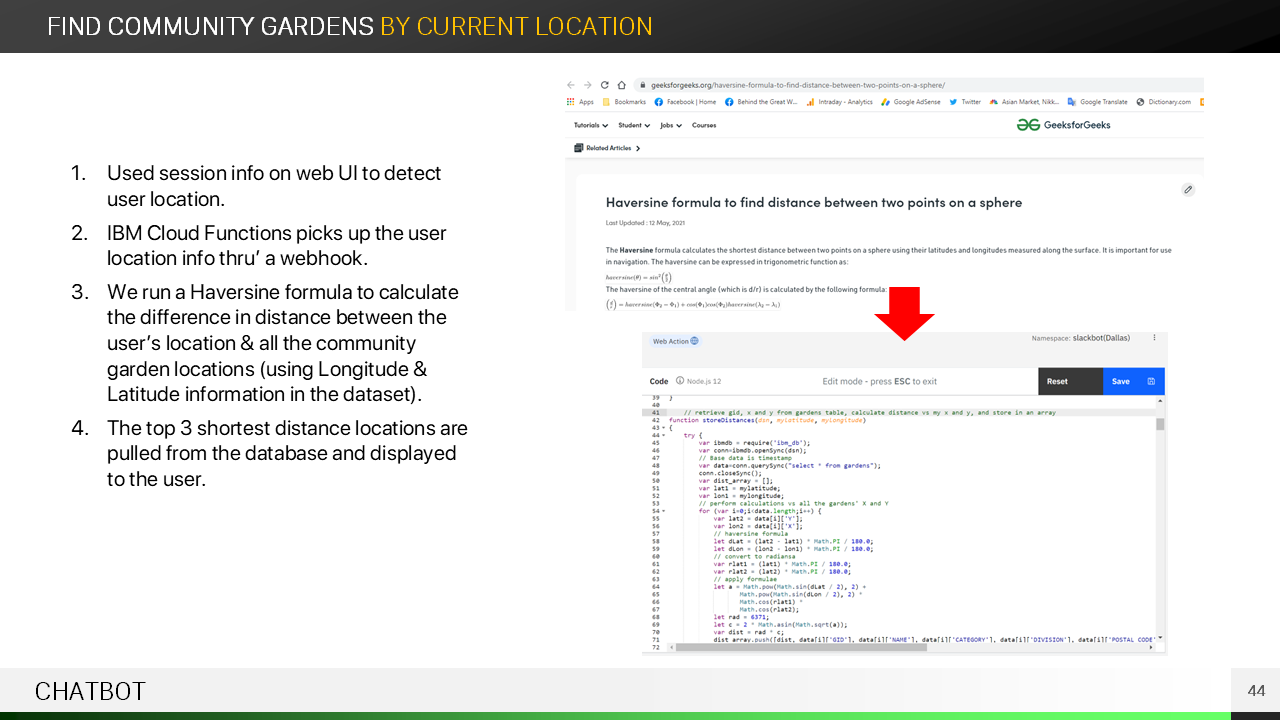 FIND COMMUNITY GARDENS BY CURRENT LOCATION
1. Used session info on web UI to detect
user location.
2. IBM Cloud Functions picks up the user
location info thru’ a webhook.
3. We run a Haversine formula to calculate
the difference in distance between the
user’s location & all the community
garden locations (using Longitude &
Latitude information in the dataset).
4. The top 3 shortest distance locations are
pulled from the database and displayed
to the user.
geeksforgeeks.org/haversine-formula-to-find-distance-between-two-points-on-a-sphere/
Apps Bookmarks Facebook | Home Behind the Great W... Intraday - Analytics Google AdSense Twitter Asian Market, Nikk... Google Translate Dictionary.com
Tutorials Student Jobs Courses GeeksforGeeks
Related Articles
Haversine formula to find distance between two points on a sphere
Last Updated : 12 May, 2021
The Haversine formula calculates the shortest distance between two points on a sphere using their latitudes and longitudes measured along the surface. It is important for use
in navigation. The haversine can be expressed in trigonometric function as:
haversine(θ) = sin²(θ/2)
The haversine of the central angle (which is d/r) is calculated by the following formula:
(d/r) = haversine(Φ₂ − Φ₁) + cos(Φ₁)cos(Φ₂)haversine(λ₂ − λ₁)
Web Action Namespace: slackbot(Dallas)
Code Node.js 12 Edit mode - press ESC to exit Reset Save
39 }
40
41 // retrieve gid, x and y from gardens table, calculate distance vs my x and y, and store in an array
42 function storeDistances(dsn, mylatitude, mylongitude)
43 {
44 try {
45 var ibmdb = require('ibm_db');
46 var conn=ibmdb.openSync(dsn);
47 // Base data is timestamp
48 var data=conn.querySync("select * from gardens");
49 conn.closeSync();
50 var dist_array = [];
51 var lat1 = mylatitude;
52 var lon1 = mylongitude;
53 // perform calculations vs all the gardens' X and Y
54 for (var i=0;i<data.length;i++) {
55 var lat2 = data[i]['Y'];
56 var lon2 = data[i]['X'];
57 // haversine formula
58 let dLat = (lat2 - lat1) * Math.PI / 180.0;
59 let dLon = (lon2 - lon1) * Math.PI / 180.0;
60 // convert to radiansa
61 var rlat1 = (lat1) * Math.PI / 180.0;
62 var rlat2 = (lat2) * Math.PI / 180.0;
63 // apply formulae
64 let a = Math.pow(Math.sin(dLat / 2), 2) +
65 Math.pow(Math.sin(dLon / 2), 2) *
66 Math.cos(rlat1) *
67 Math.cos(rlat2);
68 let rad = 6371;
69 let c = 2 * Math.asin(Math.sqrt(a));
70 var dist = rad * c;
71 dist_array.push([dist, data[i]['GID'], data[i]['NAME'], data[i]['CATEGORY'], data[i]['DIVISION'], data[i]['POSTAL_CODE'
72
CHATBOT
44